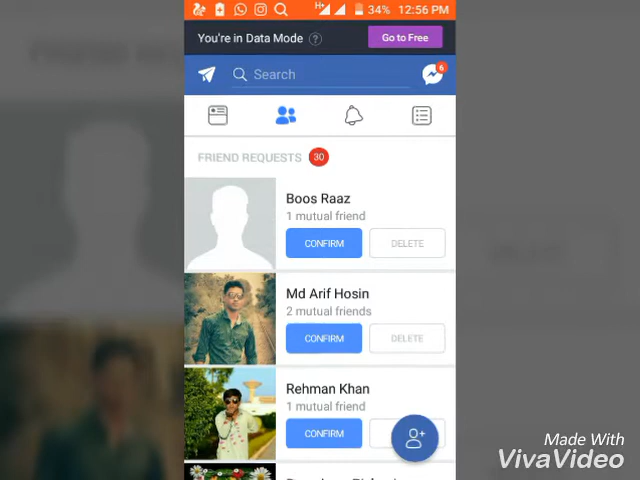 34% 12:56 PM
You're in Data Mode ? Go to Free
Search 6
FRIEND REQUESTS 30
Boos Raaz
1 mutual friend
CONFIRM DELETE
Md Arif Hosin
2 mutual friends
CONFIRM DELETE
Rehman Khan
1 mutual friend
CONFIRM
Made With
VivaVideo